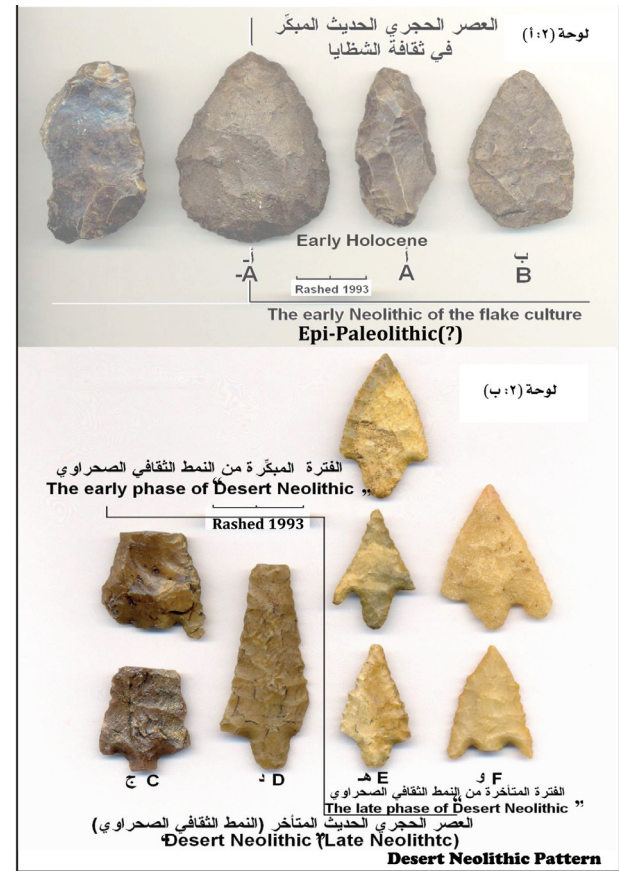 العصر الحجري الحديث المبكّر
في ثقافة الشظايا
لوحة (٢: أ)
Early Holocene
أ-
-A
أ
A
ب
B
Rashed 1993
The early Neolithic of the flake culture
Epi-Paleolithic(?)
لوحة (٢: ب)
الفترة المبكّرة من النمط الثقافي الصحراوي
The early phase of “Desert Neolithic ”
Rashed 1993
ج C
د D
هـ E
و F
الفترة المتأخرة من النمط الثقافي الصحراوي
The late phase of “Desert Neolithic ”
العصر الحجري الحديث المتأخر (النمط الثقافي الصحراوي)
“Desert Neolithic ”(Late Neolithtc)
Desert Neolithic Pattern